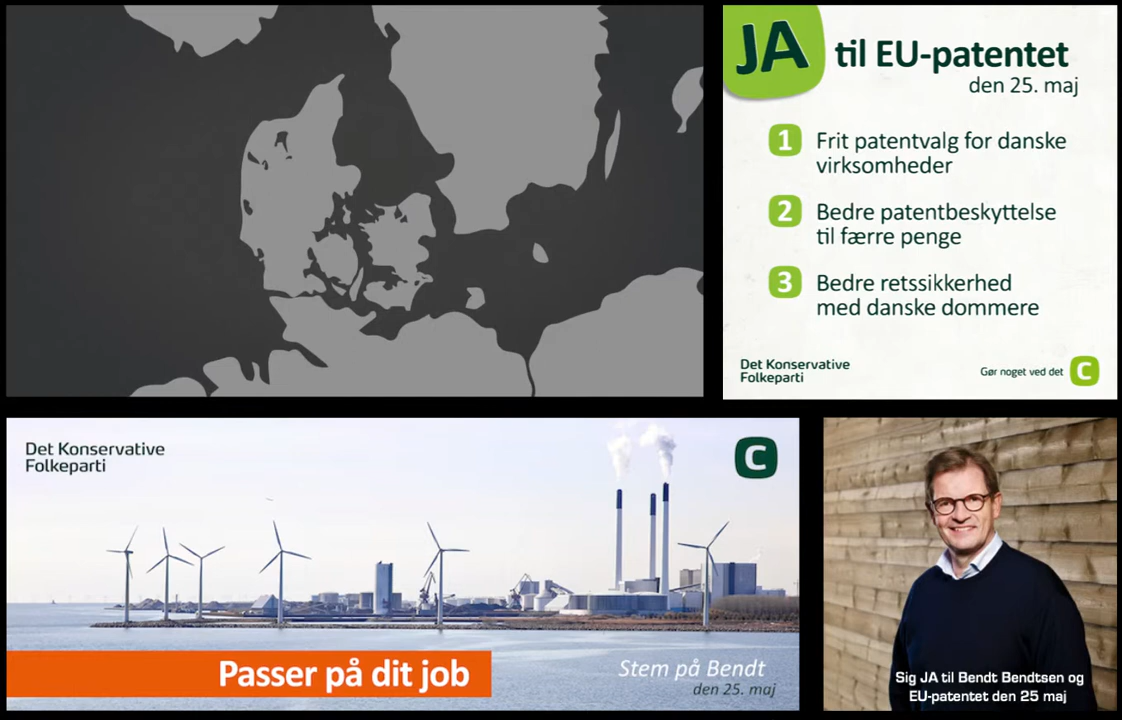 JA til EU-patentet
den 25. maj
1 Frit patentvalg for danske
virksomheder
2 Bedre patentbeskyttelse
til færre penge
3 Bedre retssikkerhed
med danske dommere
Det Konservative
Folkeparti
Gør noget ved det C
Det Konservative
Folkeparti
C
Passer på dit job
Stem på Bendt
den 25. maj
Sig JA til Bendt Bendtsen og
EU-patentet den 25 maj